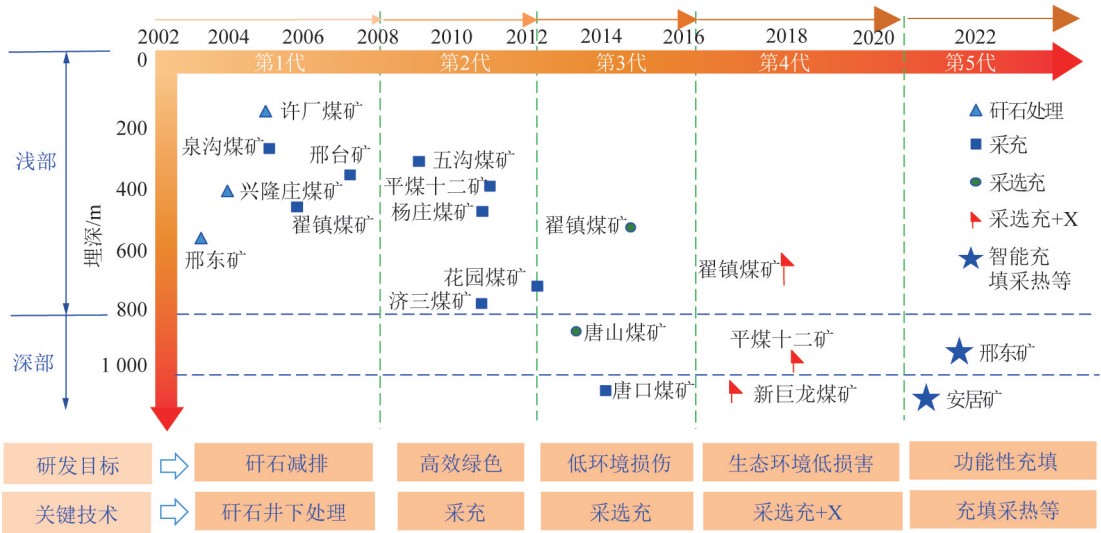 2002 2004 2006 2008 2010 2012 2014 2016 2018 2020 2022
0 第1代 第2代 第3代 第4代 第5代
浅部
深部
埋深/m
200
400
600
800
1 000
许厂煤矿
泉沟煤矿
邢台矿
兴隆庄煤矿
翟镇煤矿
邢东矿
五沟煤矿
平煤十二矿
杨庄煤矿
花园煤矿
济三煤矿
翟镇煤矿
唐山煤矿
唐口煤矿
翟镇煤矿
平煤十二矿
新巨龙煤矿
邢东矿
安居矿
矸石处理
采充
采选充
采选充+X
智能充
填采热等
研发目标 矸石减排 高效绿色 低环境损伤 生态环境低损害 功能性充填
关键技术 矸石井下处理 采充 采选充 采选充+X 充填采热等